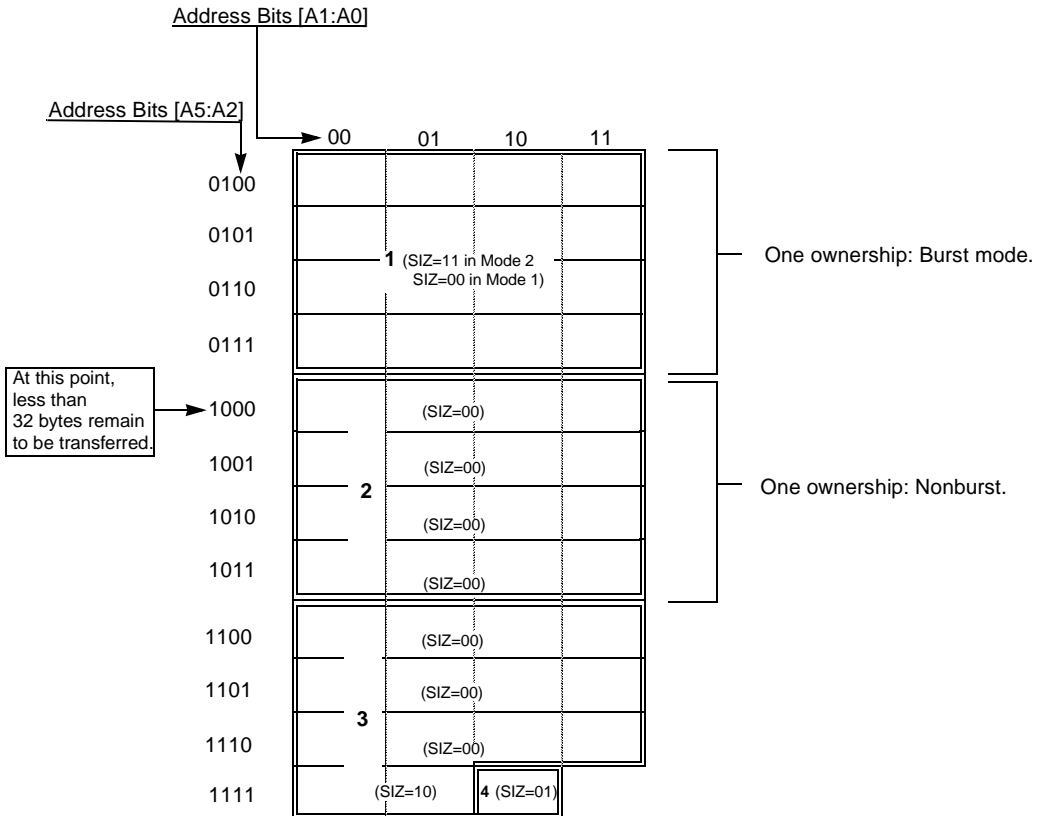 Address Bits [A1:A0]
Address Bits [A5:A2]
00 01 10 11
0100
0101
1 (SIZ=11 in Mode 2
SIZ=00 in Mode 1)
One ownership: Burst mode.
0110
0111
At this point,
less than
32 bytes remain
to be transferred.
1000 (SIZ=00)
1001 (SIZ=00)
2
One ownership: Nonburst.
1010 (SIZ=00)
1011 (SIZ=00)
1100 (SIZ=00)
1101 (SIZ=00)
3
1110 (SIZ=00)
1111 (SIZ=10) 4 (SIZ=01)